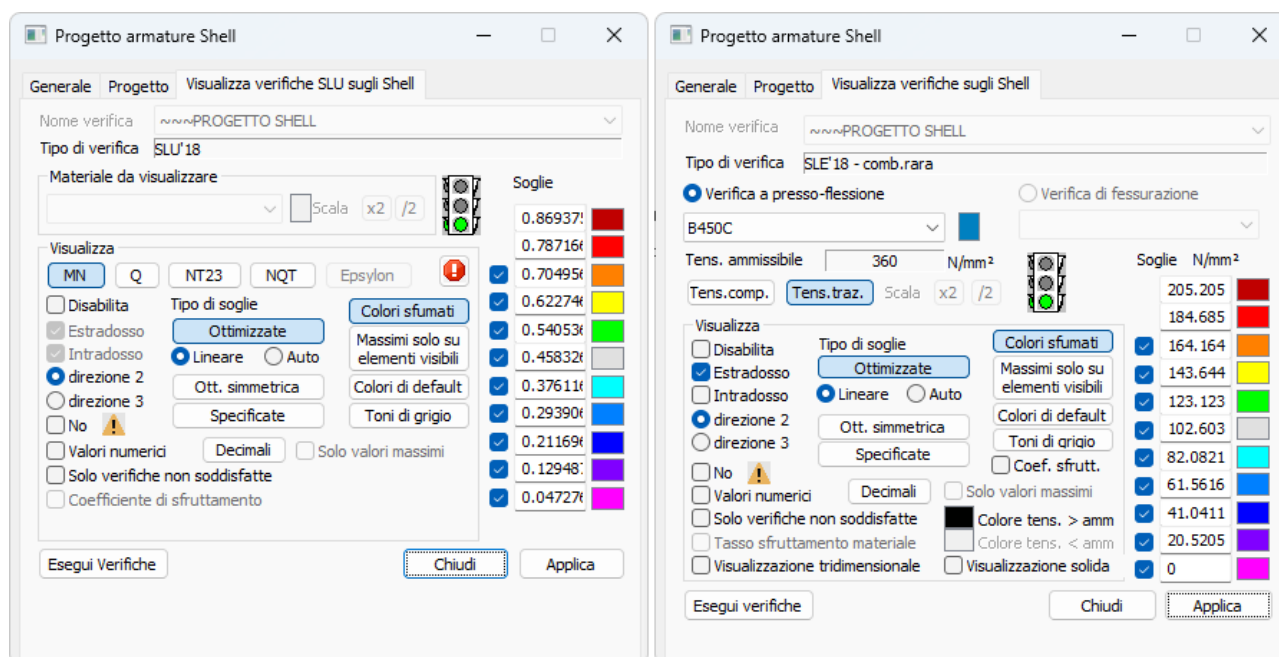 Progetto armature Shell
Generale Progetto Visualizza verifiche SLU sugli Shell
Nome verifica ~~~PROGETTO SHELL
Tipo di verifica SLU'18
Materiale da visualizzare
Scala x2 /2
Soglie
0.869375
0.787166
Visualizza
MN Q NT23 NQT Epsylon
0.704956
Disabilita Tipo di soglie Colori sfumati
0.622746
Estradosso Ottimizzate Massimi solo su elementi visibili
0.540536
Intradosso Lineare Auto
0.458326
direzione 2 Ott. simmetrica Colori di default
0.376116
direzione 3 Specificate Toni di grigio
0.293906
No
Valori numerici Decimali Solo valori massimi
0.211696
Solo verifiche non soddisfatte
0.129487
Coefficiente di sfruttamento
0.047276
Esegui Verifiche Chiudi Applica
Progetto armature Shell
Generale Progetto Visualizza verifiche sugli Shell
Nome verifica ~~~PROGETTO SHELL
Tipo di verifica SLE'18 - comb.rara
Verifica a presso-flessione Verifica di fessurazione
B450C
Tens. ammissibile 360 N/mm²
Soglie N/mm²
Tens.comp. Tens.traz. Scala x2 /2
205.205
184.685
Visualizza
Disabilita Tipo di soglie Colori sfumati
164.164
Estradosso Ottimizzate Massimi solo su elementi visibili
143.644
Intradosso Lineare Auto
123.123
direzione 2 Ott. simmetrica Colori di default
102.603
direzione 3 Specificate Toni di grigio
82.0821
No Coef. sfrutt.
61.5616
Valori numerici Decimali Solo valori massimi
41.0411
Solo verifiche non soddisfatte Colore tens. > amm
20.5205
Tasso sfruttamento materiale Colore tens. < amm
0
Visualizzazione tridimensionale Visualizzazione solida
Esegui verifiche Chiudi Applica